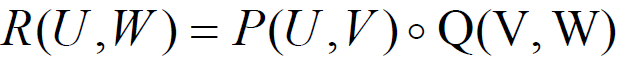 R(U,W) = P(U,V)∘Q(V,W)